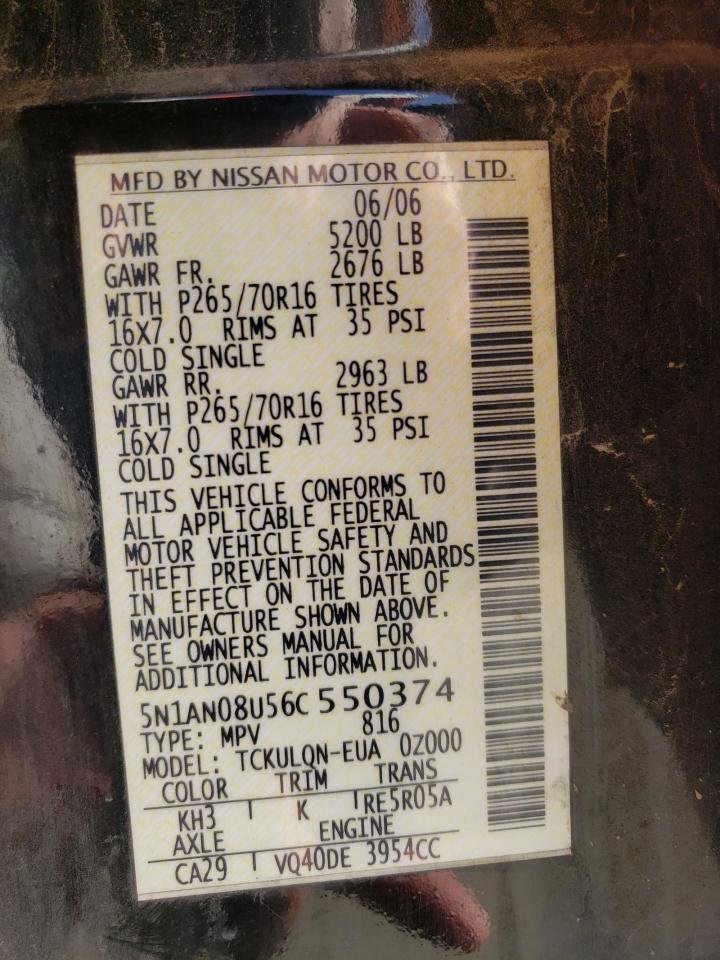 MFD BY NISSAN MOTOR CO., LTD.
DATE 06/06
GVWR 5200 LB
GAWR FR. 2676 LB
WITH P265/70R16 TIRES
16X7.0 RIMS AT 35 PSI
COLD SINGLE
GAWR RR. 2963 LB
WITH P265/70R16 TIRES
16X7.0 RIMS AT 35 PSI
COLD SINGLE
THIS VEHICLE CONFORMS TO
ALL APPLICABLE FEDERAL
MOTOR VEHICLE SAFETY AND
THEFT PREVENTION STANDARDS
IN EFFECT ON THE DATE OF
MANUFACTURE SHOWN ABOVE.
SEE OWNERS MANUAL FOR
ADDITIONAL INFORMATION.
5N1AN08U56C 550374
TYPE: MPV 816
MODEL: TCKULQN-EUA 0Z000
COLOR TRIM TRANS
KH3 K RE5R05A
AXLE ENGINE
CA29 VQ40DE 3954CC